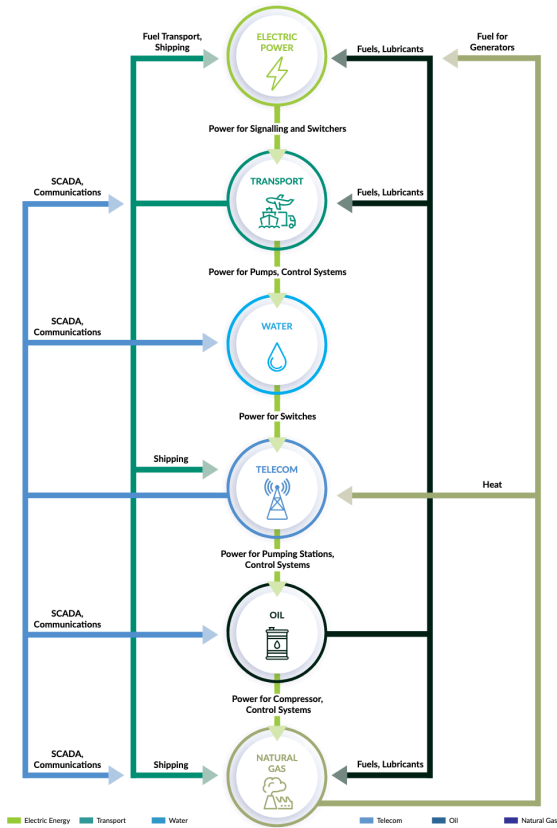 Fuel Transport,
Shipping
ELECTRIC
POWER
Fuels, Lubricants
Fuel for
Generators
Power for Signalling and Switchers
SCADA,
Communications
TRANSPORT
Fuels, Lubricants
Power for Pumps, Control Systems
SCADA,
Communications
WATER
Power for Switches
Shipping
TELECOM
Heat
Power for Pumping Stations,
Control Systems
SCADA,
Communications
OIL
Power for Compressor,
Control Systems
SCADA,
Communications
Shipping
NATURAL
GAS
Fuels, Lubricants
Electric Energy
Transport
Water
Telecom
Oil
Natural Gas